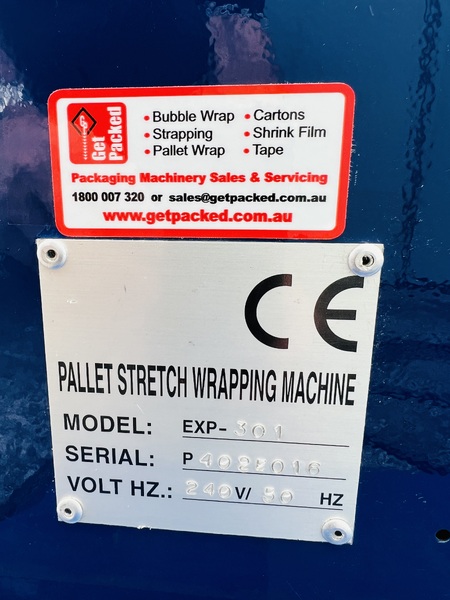 Get Packed
• Bubble Wrap • Cartons
• Strapping • Shrink Film
• Pallet Wrap • Tape
Packaging Machinery Sales & Servicing
1800 007 320 or sales@getpacked.com.au
www.getpacked.com.au
CE
PALLET STRETCH WRAPPING MACHINE
MODEL: EXP-301
SERIAL: P 4023016
VOLT HZ.: 240V/ 50 HZ